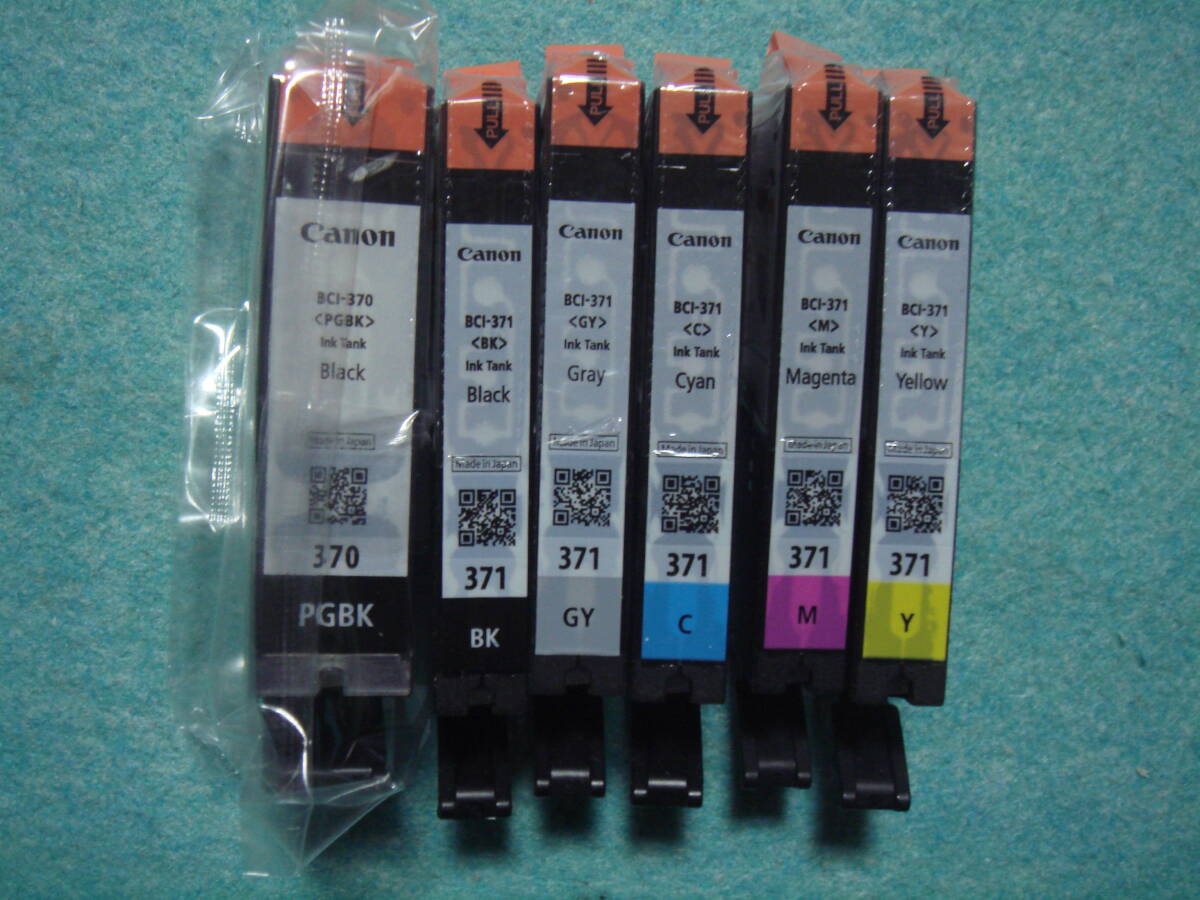 Canon
BCI-370
<PGBK>
Ink Tank
Black
Made in Japan
370
PGBK
PULL
Canon
BCI-371
<BK>
Ink Tank
Black
Made in Japan
371
BK
PULL
Canon
BCI-371
<GY>
Ink Tank
Gray
Made in Japan
371
GY
PULL
Canon
BCI-371
<C>
Ink Tank
Cyan
Made in Japan
371
C
PULL
Canon
BCI-371
<M>
Ink Tank
Magenta
Made in Japan
371
M
PULL
Canon
BCI-371
<Y>
Ink Tank
Yellow
Made in Japan
371
Y